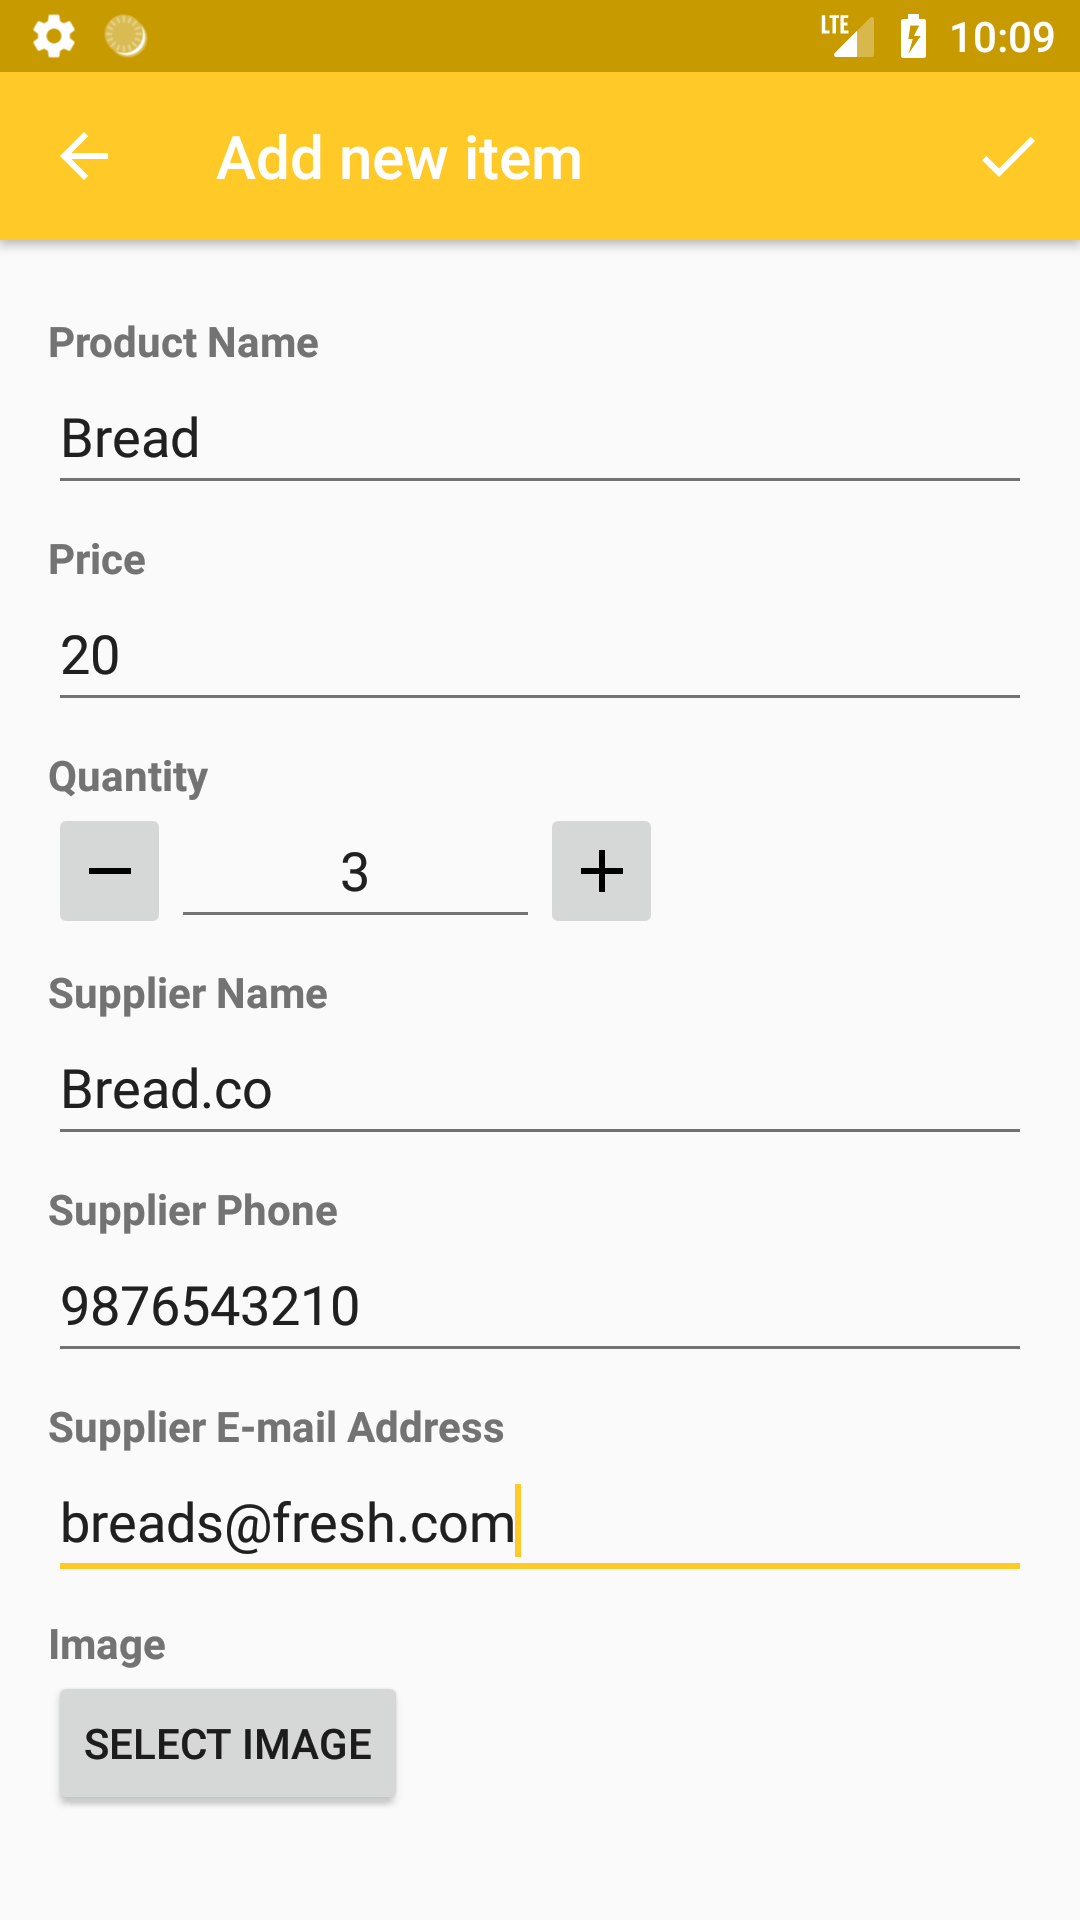 LTE 10:09
Add new item
Product Name
Bread
Price
20
Quantity
3
Supplier Name
Bread.co
Supplier Phone
9876543210
Supplier E-mail Address
breads@fresh.com
Image
SELECT IMAGE